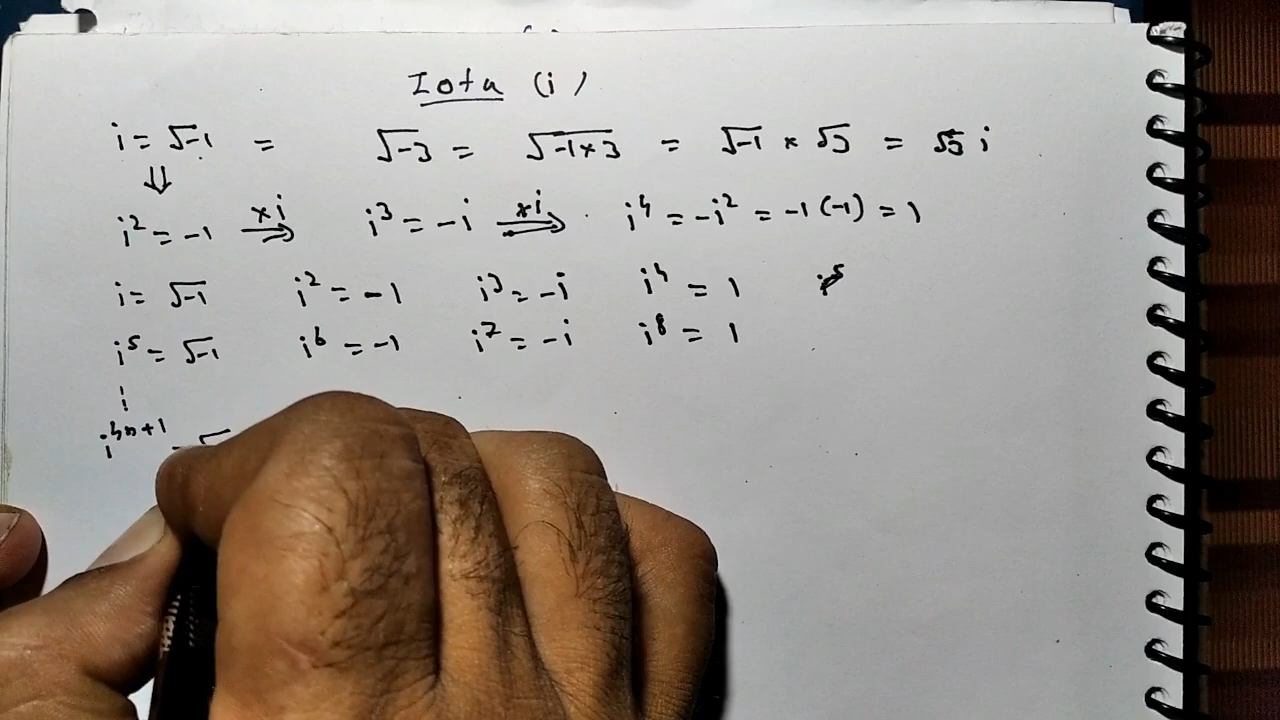 Iota (i)
i = √-1 = √-3 = √-1×3 = √-1 × √3 = √3 i
⇓
i² = -1 ×i ⇒ i³ = -i ×i ⇒ i⁴ = -i² = -1(-1) = 1
i = √-1 i² = -1 i³ = -i i⁴ = 1
i⁵ = √-1 i⁶ = -1 i⁷ = -i i⁸ = 1
i⁴ⁿ⁺¹ = √